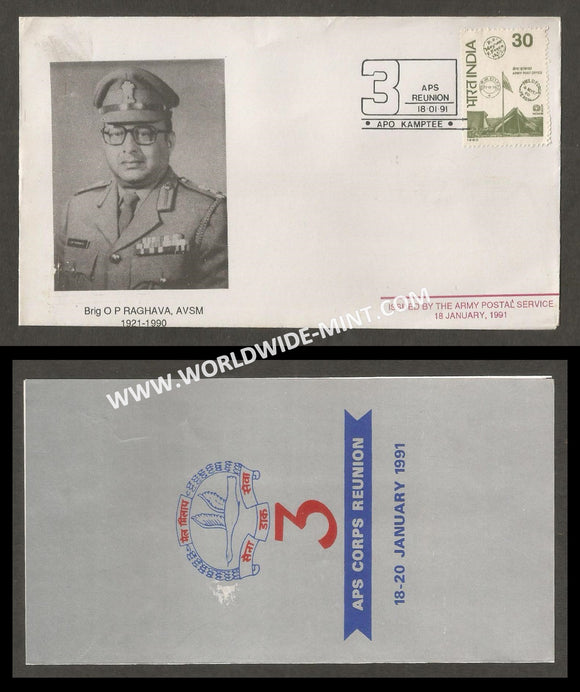 3
APS
REUNION
18·01·91
• APO KAMPTEE •
भारत INDIA
30
ARMY POST OFFICE
Brig O P RAGHAVA, AVSM
1921-1990
ISSUED BY THE ARMY POSTAL SERVICE
18 JANUARY, 1991
www.WORLDWIDE-MINT.com
मेल मिलाप
सेना डाक सेवा
3
APS CORPS REUNION
18-20 JANUARY 1991